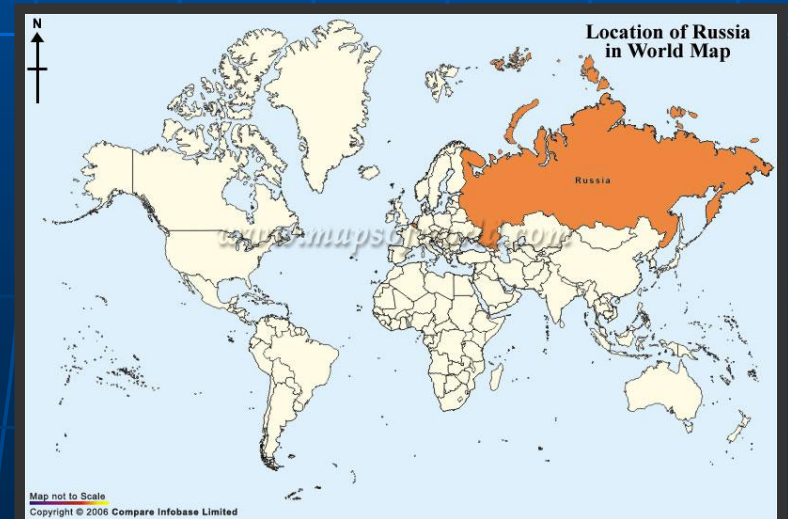 N
Location of Russia
in World Map
Russia
www.mapsofworld.com
Map not to Scale
Copyright © 2006 Compare Infobase Limited